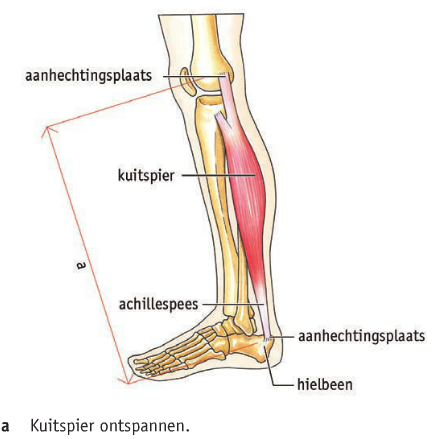 aanhechtingsplaats
kuitspier
a
achillespees
aanhechtingsplaats
hielbeen
a Kuitspier ontspannen.